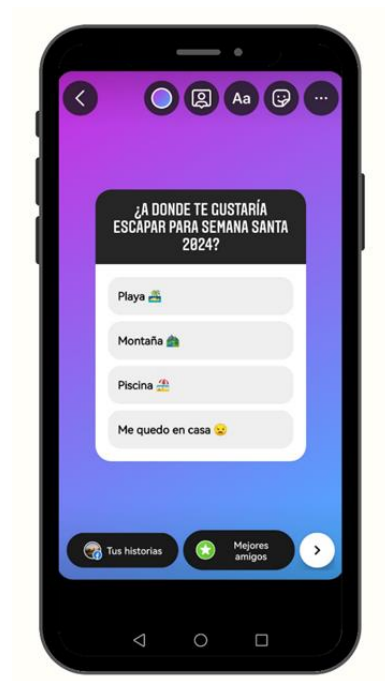 Aa
¿A DONDE TE GUSTARÍA
ESCAPAR PARA SEMANA SANTA
2024?
Playa 🏝️
Montaña 🏔️
Piscina 🏖️
Me quedo en casa 😉
Tus historias
Mejores
amigos